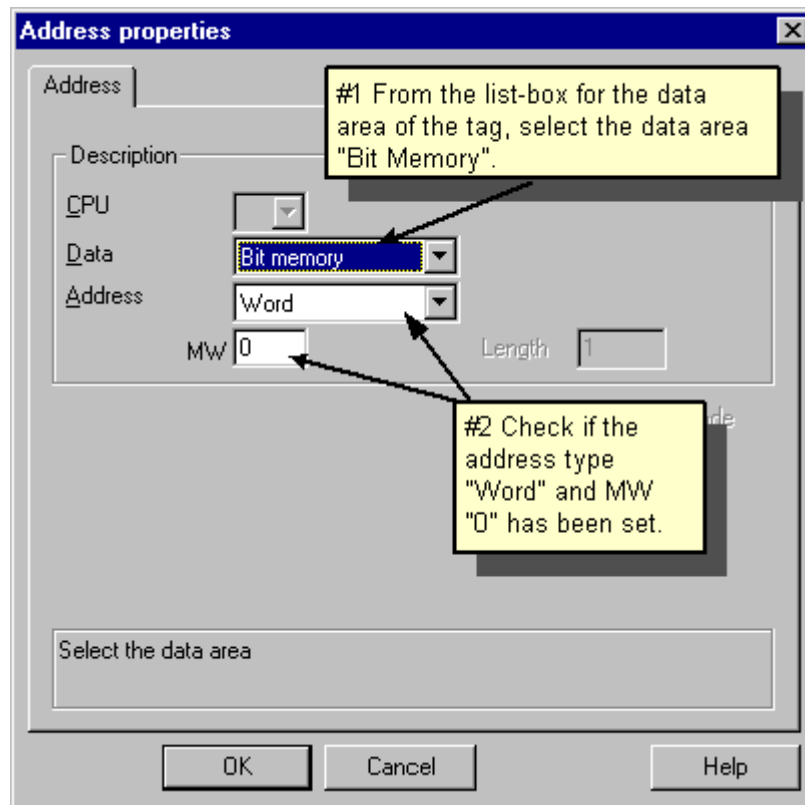 Address properties
Address
#1 From the list-box for the data
area of the tag, select the data area
"Bit Memory".
Description
CPU
Data
Bit memory
Address
Word
MW 0
Length 1
#2 Check if the
address type
"Word" and MW
"0" has been set.
Select the data area
OK
Cancel
Help